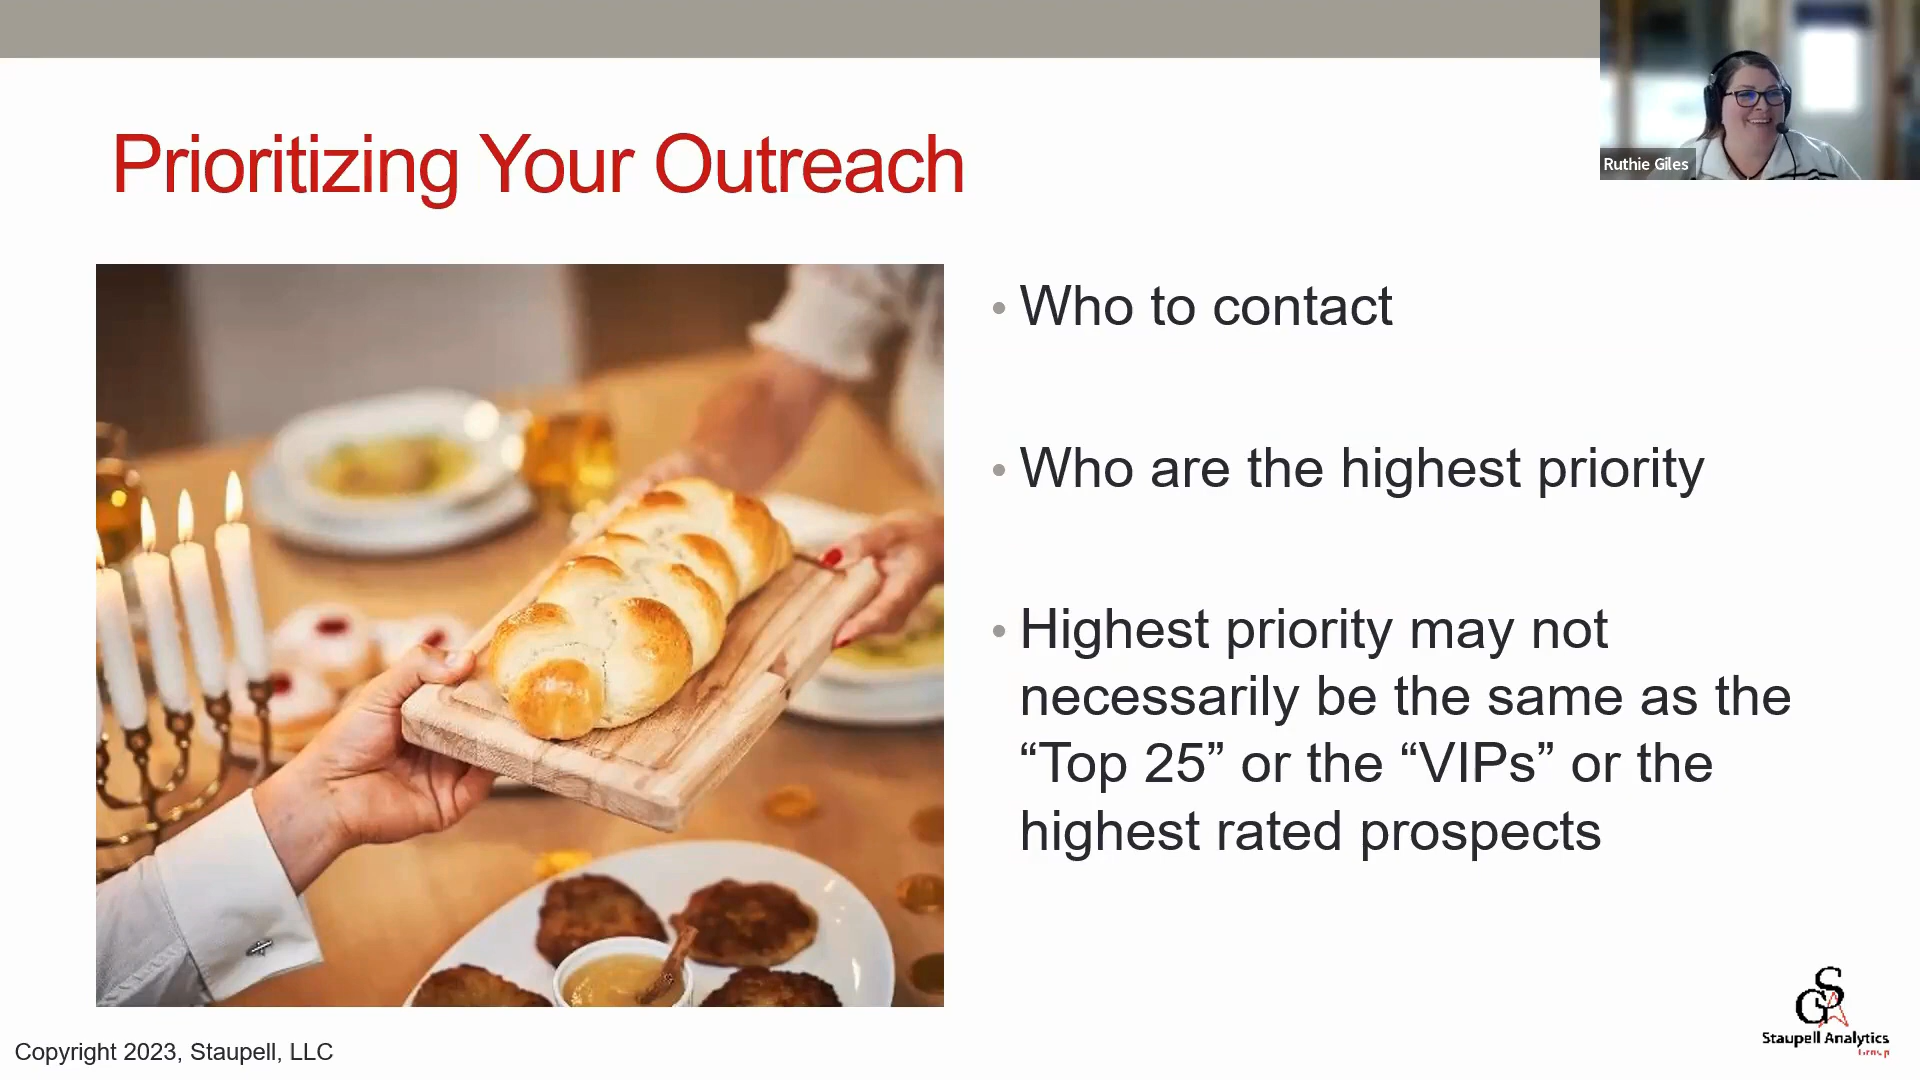 Ruthie Giles
Prioritizing Your Outreach
• Who to contact
• Who are the highest priority
• Highest priority may not
necessarily be the same as the
“Top 25” or the “VIPs” or the
highest rated prospects
Staupell Analytics
Group
Copyright 2023, Staupell, LLC